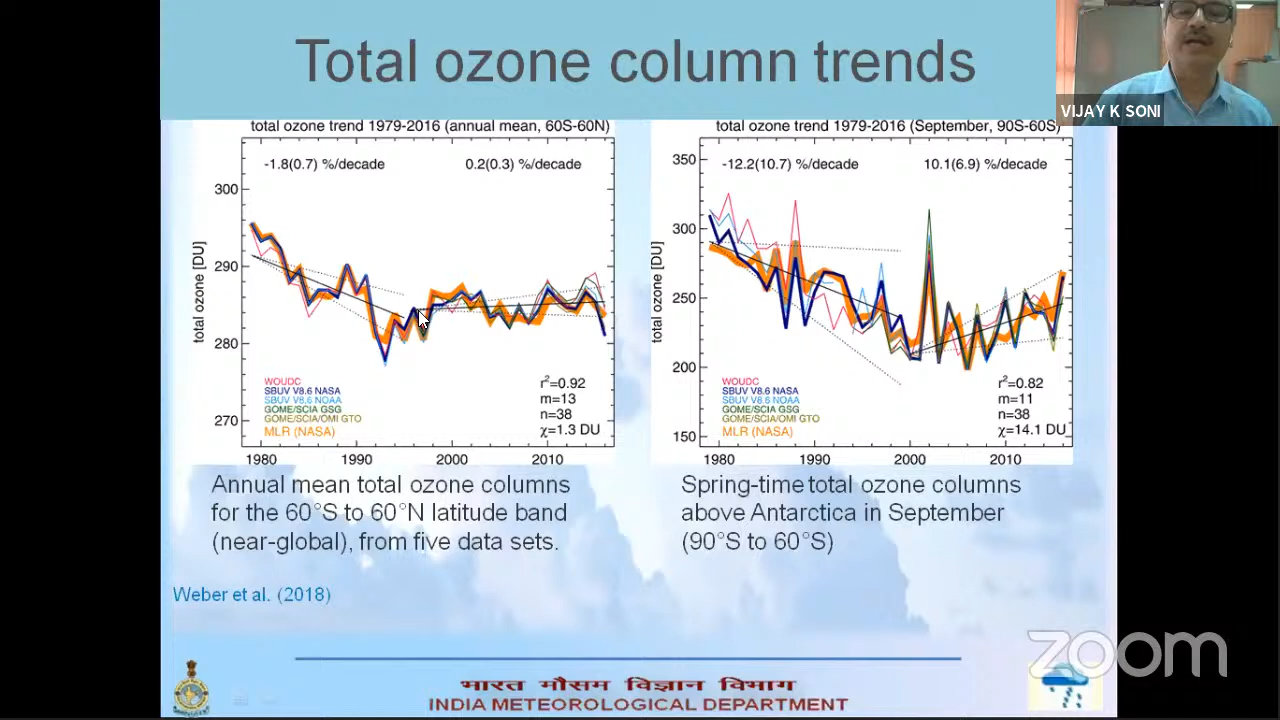 Total ozone column trends
VIJAY K SONI
total ozone trend 1979-2016 (annual mean, 60S-60N)
-1.8(0.7) %/decade
0.2(0.3) %/decade
300
290
280
270
total ozone [DU]
WOUDC
SBUV V8.6 NASA
SBUV V8.6 NOAA
GOME/SCIA GSG
GOME/SCIA/OMI GTO
MLR (NASA)
r²=0.92
m=13
n=38
χ=1.3 DU
1980 1990 2000 2010
total ozone trend 1979-2016 (September, 90S-60S)
-12.2(10.7) %/decade
10.1(6.9) %/decade
350
300
250
200
150
total ozone [DU]
WOUDC
SBUV V8.6 NASA
SBUV V8.6 NOAA
GOME/SCIA GSG
GOME/SCIA/OMI GTO
MLR (NASA)
r²=0.82
m=11
n=38
χ=14.1 DU
1980 1990 2000 2010
Annual mean total ozone columns
for the 60°S to 60°N latitude band
(near-global), from five data sets.
Spring-time total ozone columns
above Antarctica in September
(90°S to 60°S)
Weber et al. (2018)
भारत मौसम विज्ञान विभाग
INDIA METEOROLOGICAL DEPARTMENT
zoom